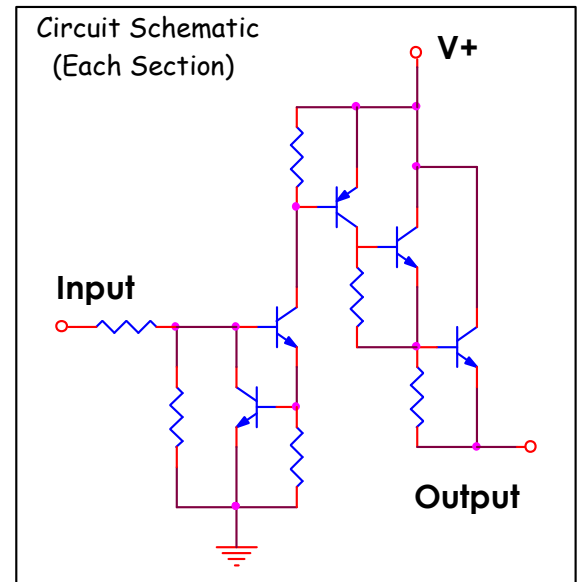 Circuit Schematic
(Each Section)
V+
Input
Output